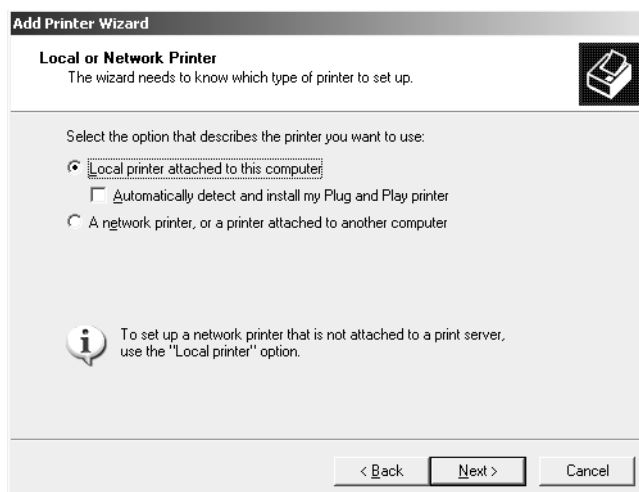 Add Printer Wizard
Local or Network Printer
The wizard needs to know which type of printer to set up.
Select the option that describes the printer you want to use:
Local printer attached to this computer
Automatically detect and install my Plug and Play printer
A network printer, or a printer attached to another computer
To set up a network printer that is not attached to a print server,
use the "Local printer" option.
< Back Next > Cancel